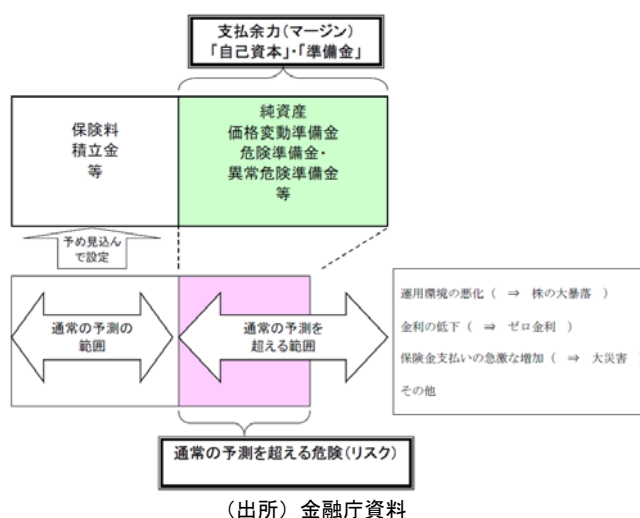 支払余力(マージン)
「自己資本」・「準備金」
保険料
積立金
等
純資産
価格変動準備金
危険準備金・
異常危険準備金
等
予め見込ん
で設定
通常の予測の
範囲
通常の予測を
超える範囲
運用環境の悪化 ( ⇒ 株の大暴落 )
金利の低下 ( ⇒ ゼロ金利 )
保険金支払いの急激な増加 ( ⇒ 大災害 )
その他
通常の予測を超える危険(リスク)
(出所)金融庁資料